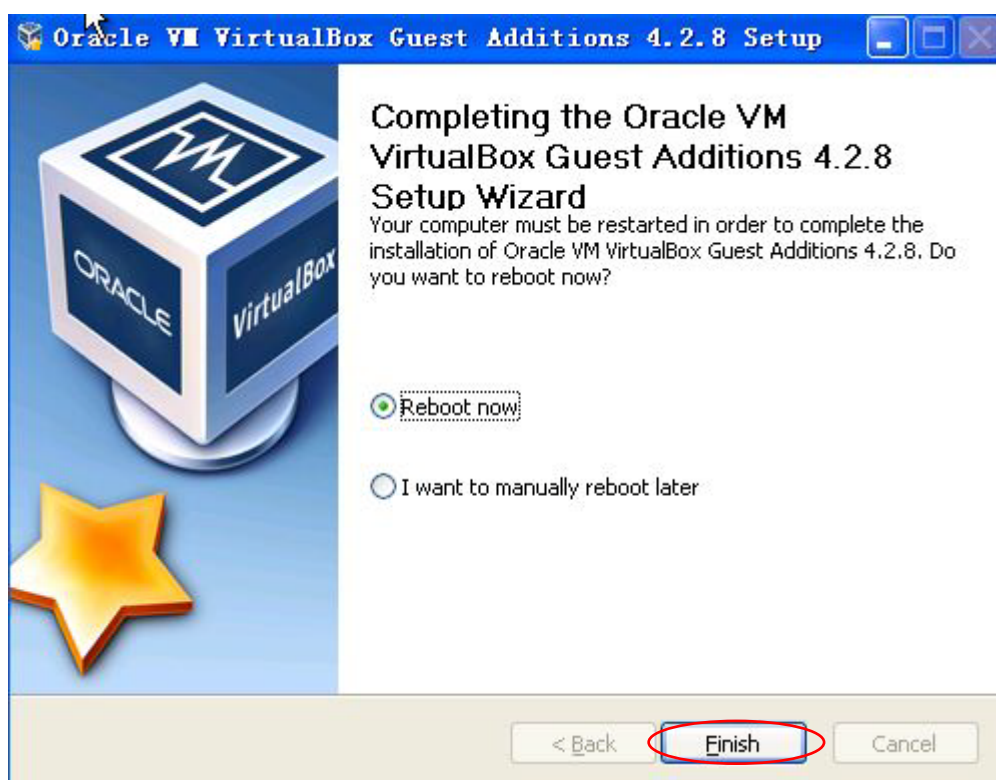 Oracle VM VirtualBox Guest Additions 4.2.8 Setup
Completing the Oracle VM
VirtualBox Guest Additions 4.2.8
Setup Wizard
Your computer must be restarted in order to complete the
installation of Oracle VM VirtualBox Guest Additions 4.2.8. Do
you want to reboot now?
ORACLE
VirtualBox
Reboot now
I want to manually reboot later
< Back
Finish
Cancel